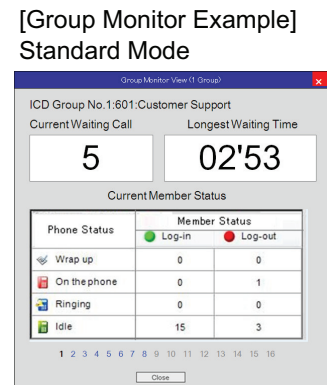 [Group Monitor Example]
Standard Mode
Group Monitor View (1 Group)
ICD Group No.1:601:Customer Support
Current Waiting Call Longest Waiting Time
5 02'53
Current Member Status
Phone Status Member Status
Log-in Log-out
Wrap up 0 0
On the phone 0 1
Ringing 0 0
Idle 15 3
1 2 3 4 5 6 7 8 9 10 11 12 13 14 15 16
Close